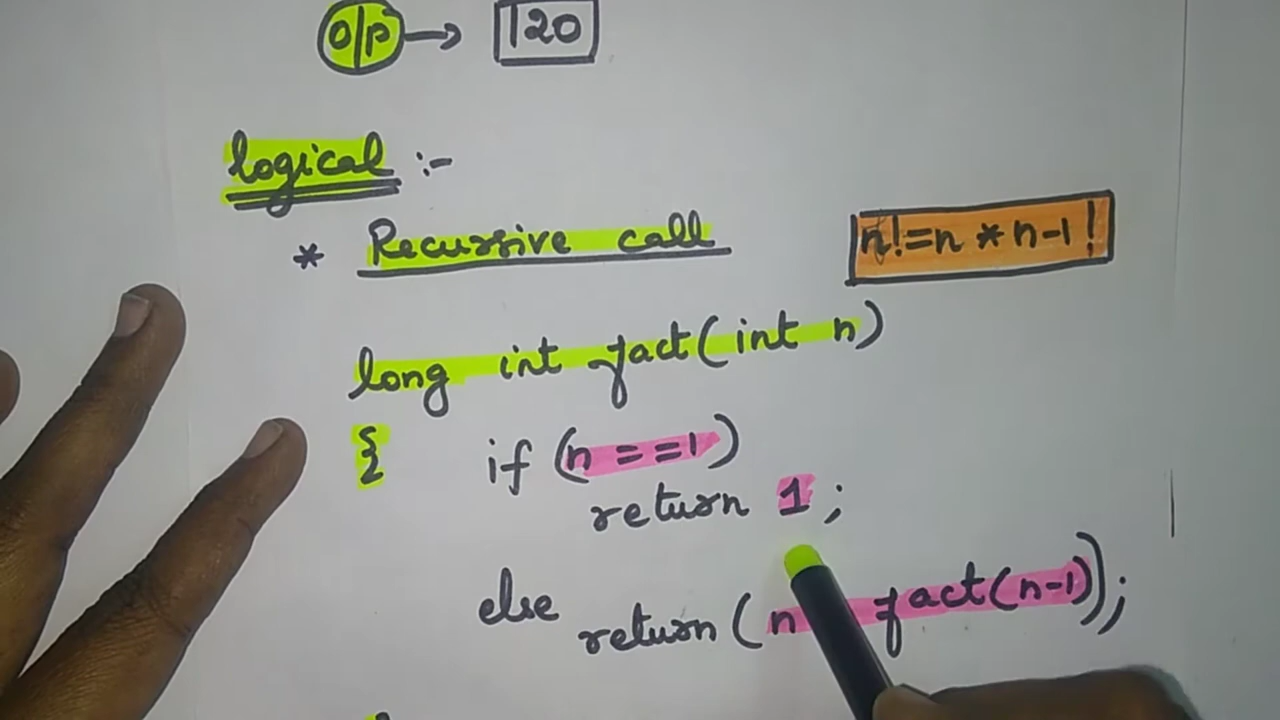 O/P → 120
logical :-
* Recursive call
n!=n * n-1!
long int fact(int n)
{ if (n==1)
return 1;
else return (n fact(n-1));